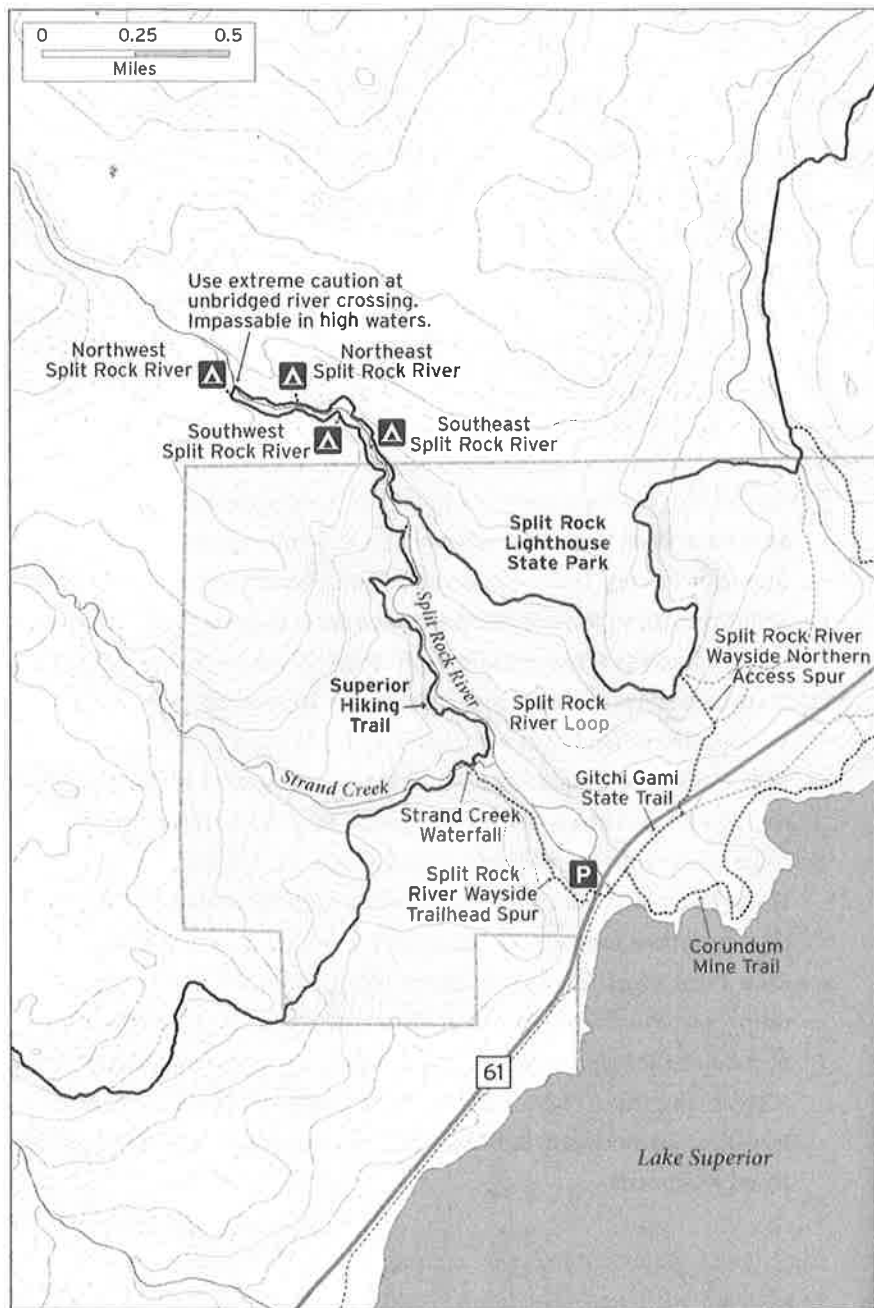 0 0.25 0.5
Miles
Use extreme caution at
unbridged river crossing.
Impassable in high waters.
Northwest
Split Rock River
Northeast
Split Rock River
Southwest
Split Rock River
Southeast
Split Rock River
Split Rock
Lighthouse
State Park
Split Rock River
Split Rock River
Wayside Northern
Access Spur
Superior
Hiking
Trail
Split Rock
River Loop
Strand Creek
Gitchi Gami
State Trail
Strand Creek
Waterfall
P
Split Rock
River Wayside
Trailhead Spur
Corundum
Mine Trail
61
Lake Superior